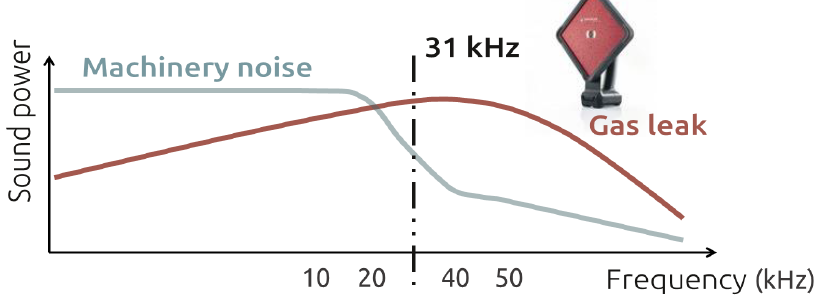 31 kHz
Machinery noise
Gas leak
Sound power
10 20 40 50
Frequency (kHz)